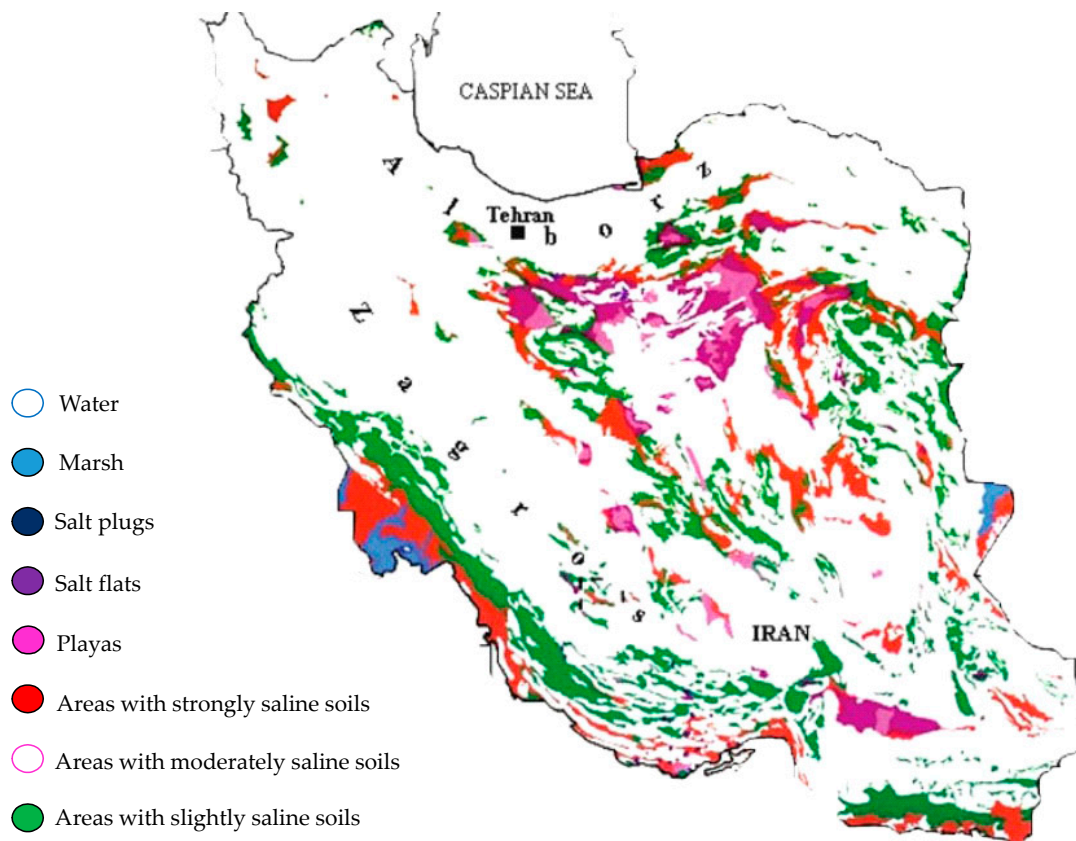 CASPIAN SEA
A l b o r z
Tehran
Z a g r o s
IRAN
Water
Marsh
Salt plugs
Salt flats
Playas
Areas with strongly saline soils
Areas with moderately saline soils
Areas with slightly saline soils